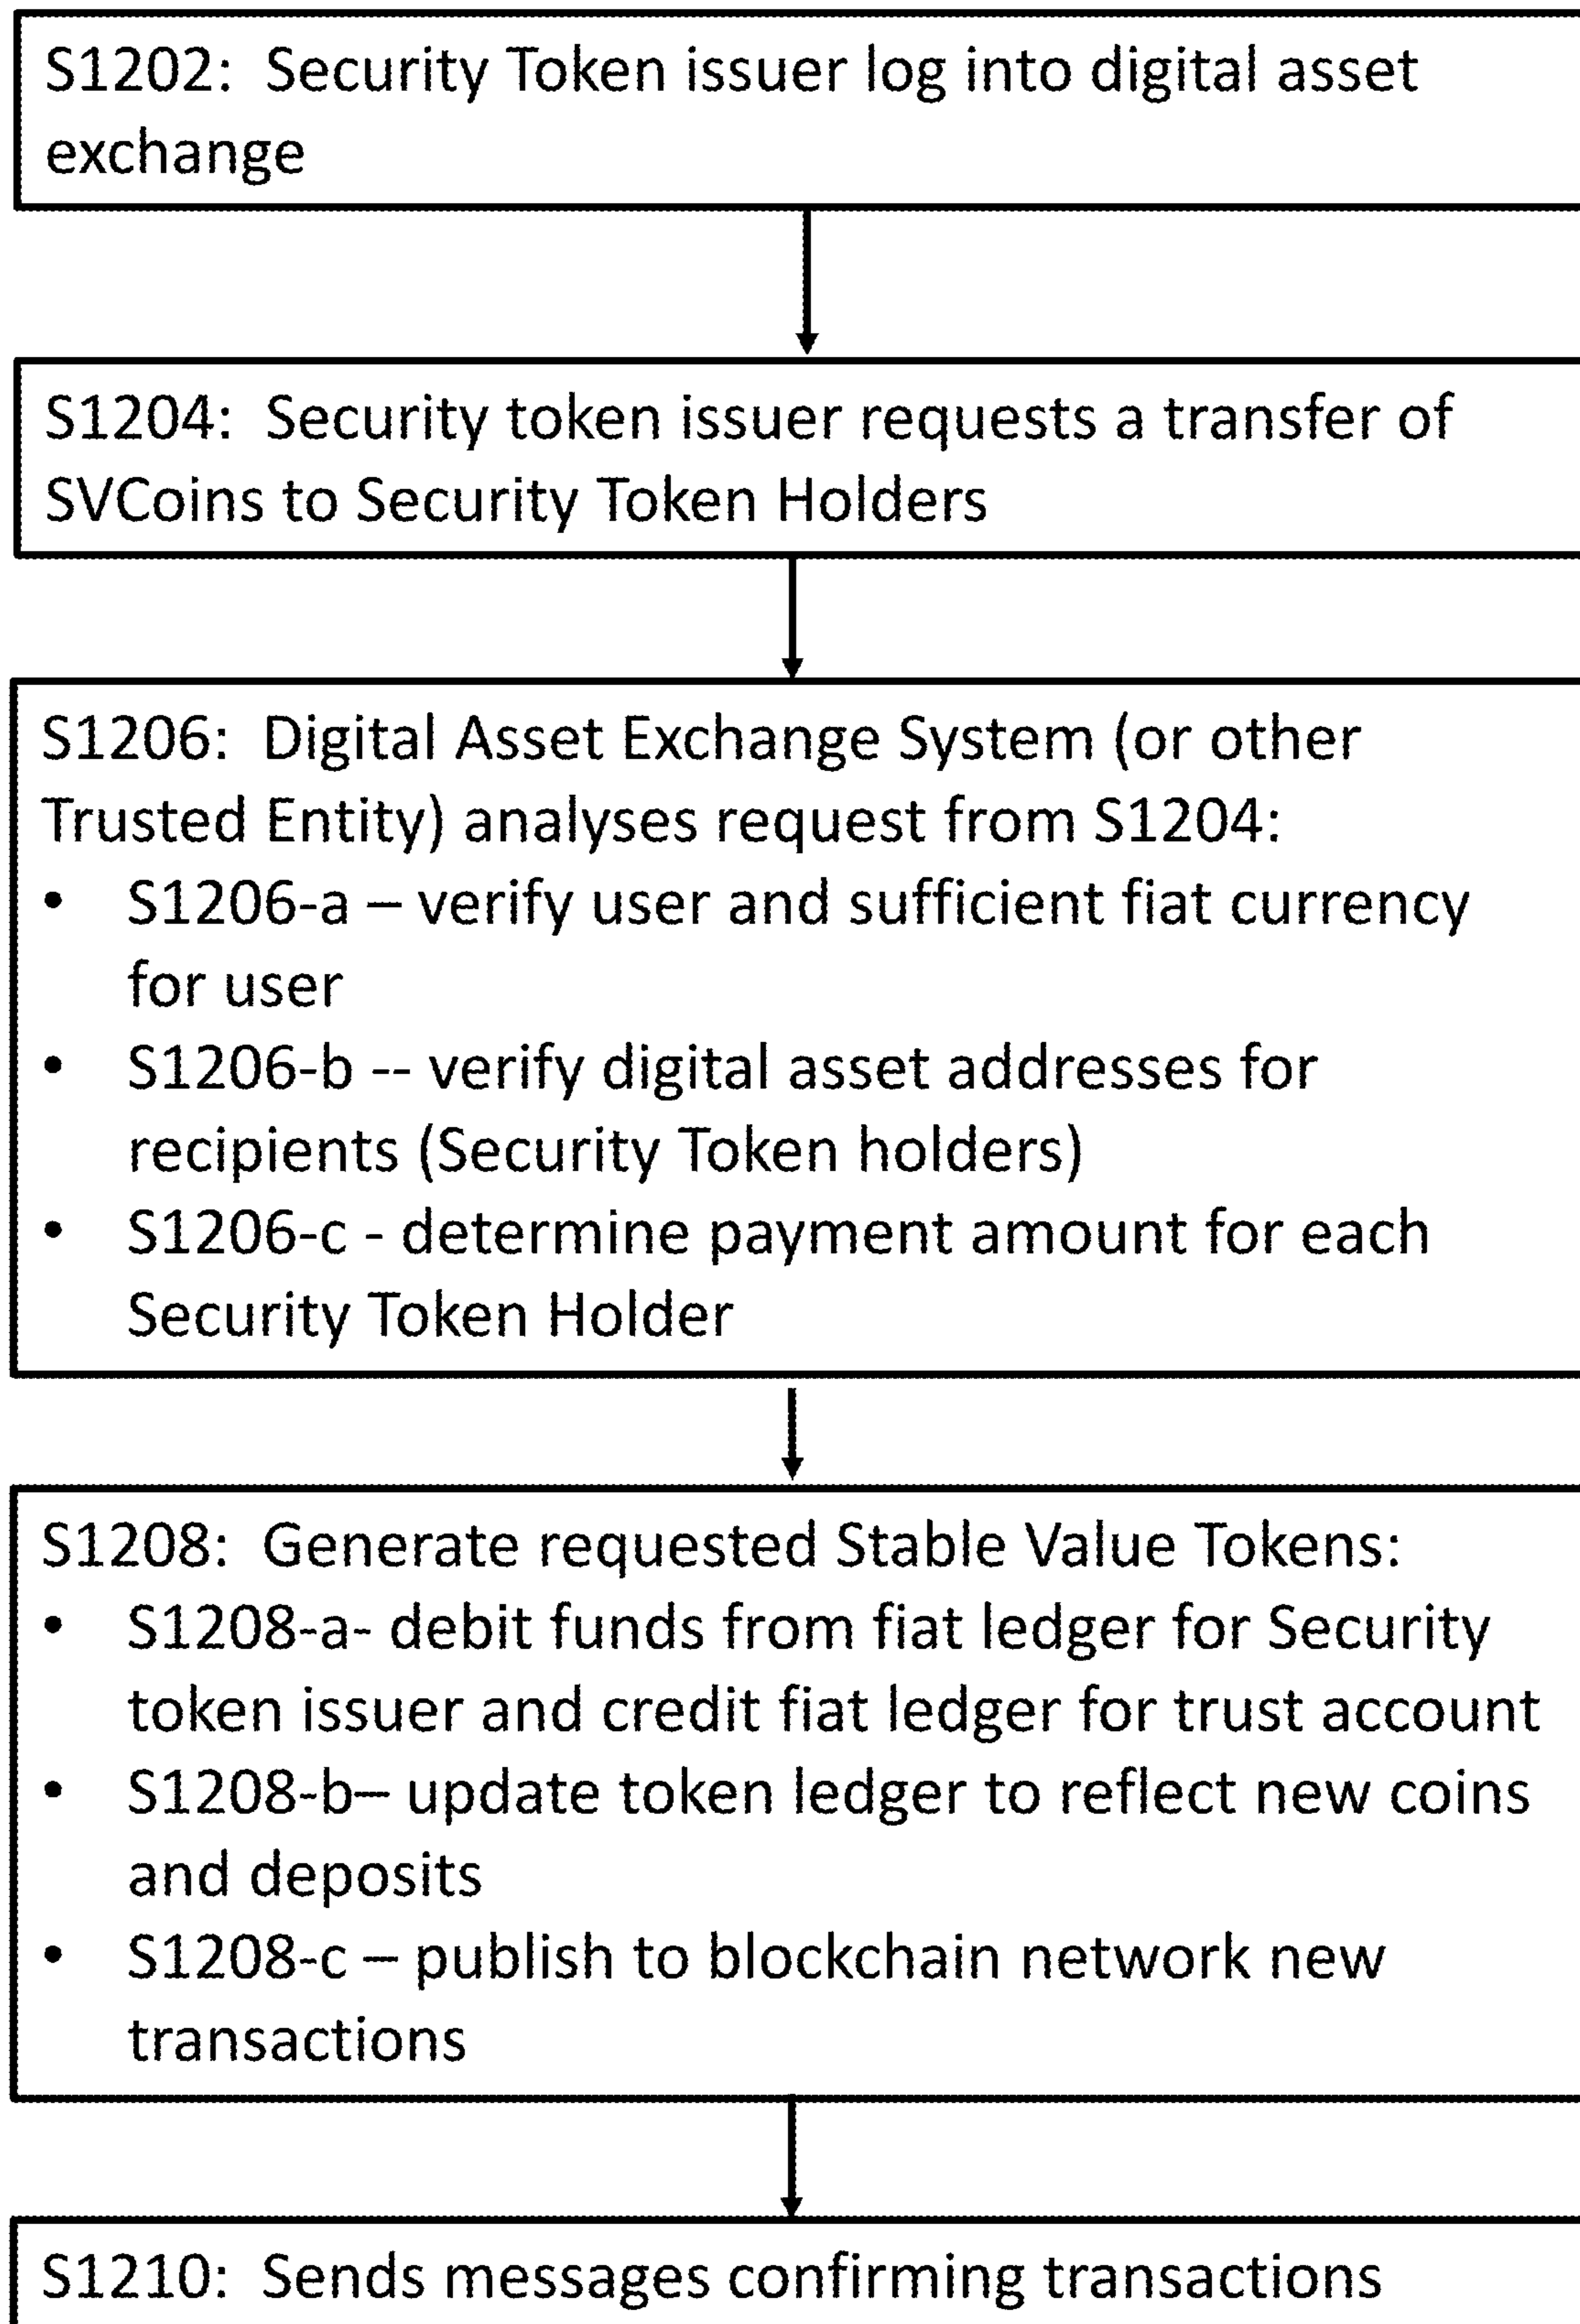 S1202: Security Token issuer log into digital asset
exchange
S1204: Security token issuer requests a transfer of
SVCoins to Security Token Holders
S1206: Digital Asset Exchange System (or other
Trusted Entity) analyses request from S1204:
• S1206-a – verify user and sufficient fiat currency
for user
• S1206-b -- verify digital asset addresses for
recipients (Security Token holders)
• S1206-c - determine payment amount for each
Security Token Holder
S1208: Generate requested Stable Value Tokens:
• S1208-a- debit funds from fiat ledger for Security
token issuer and credit fiat ledger for trust account
• S1208-b– update token ledger to reflect new coins
and deposits
• S1208-c – publish to blockchain network new
transactions
S1210: Sends messages confirming transactions